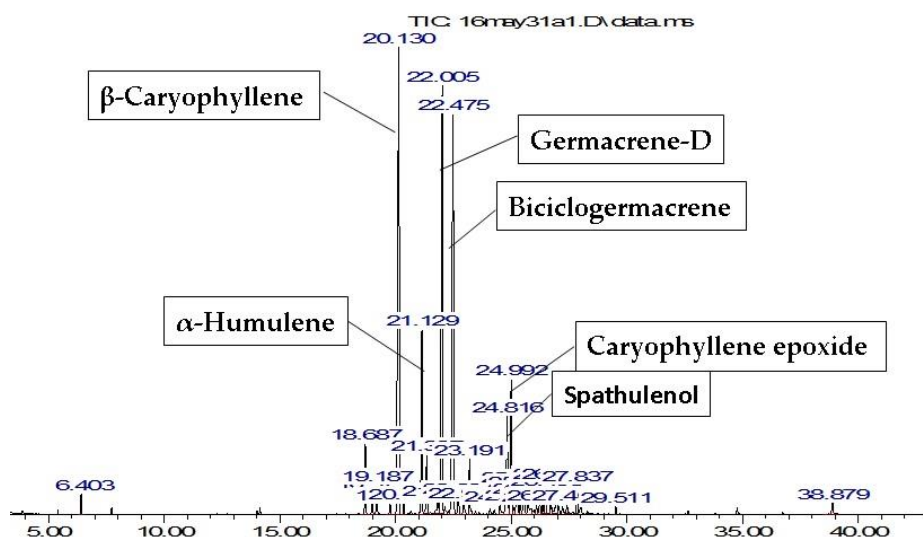 TIC: 16may31a1.D\data.ms
20.130
22.005
22.475
β-Caryophyllene
Germacrene-D
Biciclogermacrene
α-Humulene
21.129
Caryophyllene epoxide
24.992
Spathulenol
24.816
18.687
23.191
19.187
27.837
6.403
29.511
38.879
5.00 10.00 15.00 20.00 25.00 30.00 35.00 40.00